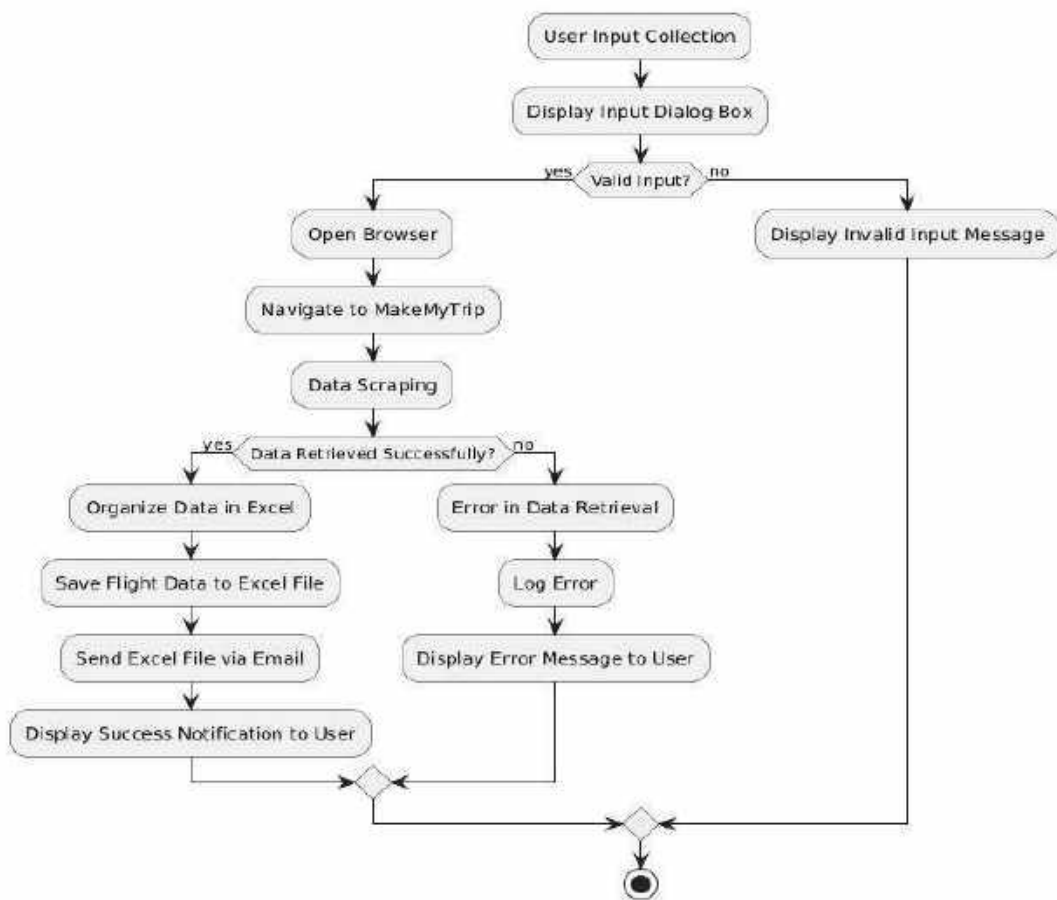 User Input Collection
Display Input Dialog Box
yes
Valid Input?
no
Open Browser
Display Invalid Input Message
Navigate to MakeMyTrip
Data Scraping
yes
Data Retrieved Successfully?
no
Organize Data in Excel
Error in Data Retrieval
Save Flight Data to Excel File
Log Error
Send Excel File via Email
Display Error Message to User
Display Success Notification to User